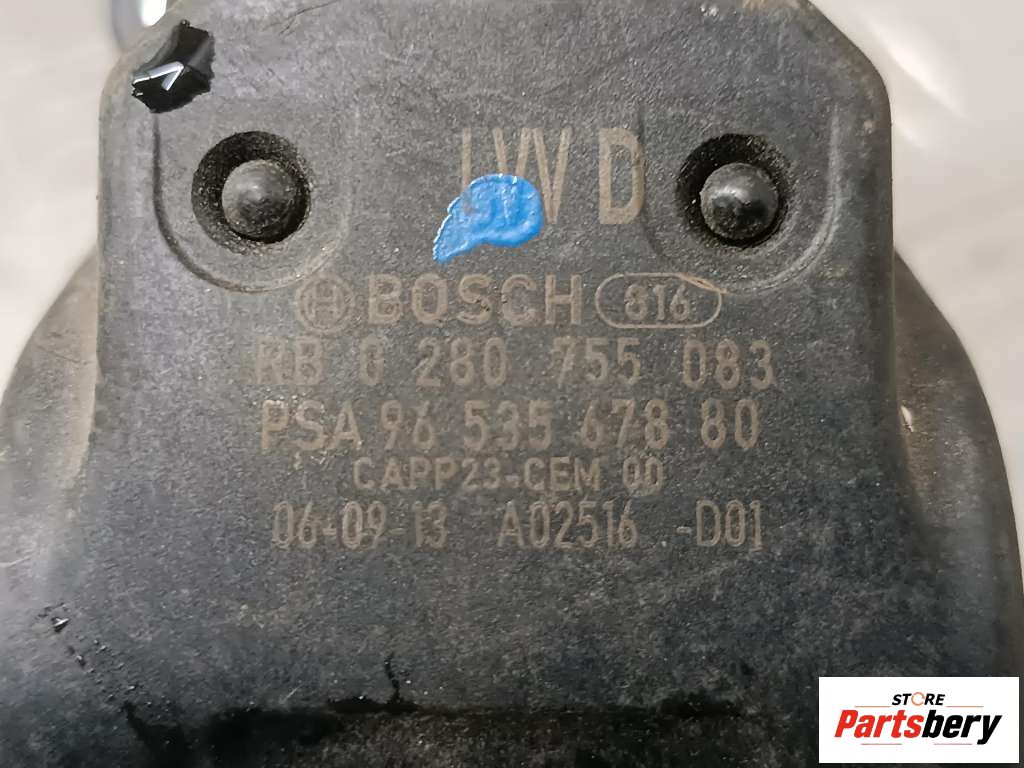 VV D
BOSCH 816
RB 0 280 755 083
PSA 96 535 678 80
CAPP23-CEM 00
06-09-13 A02516 -D01
STORE
Partsbery